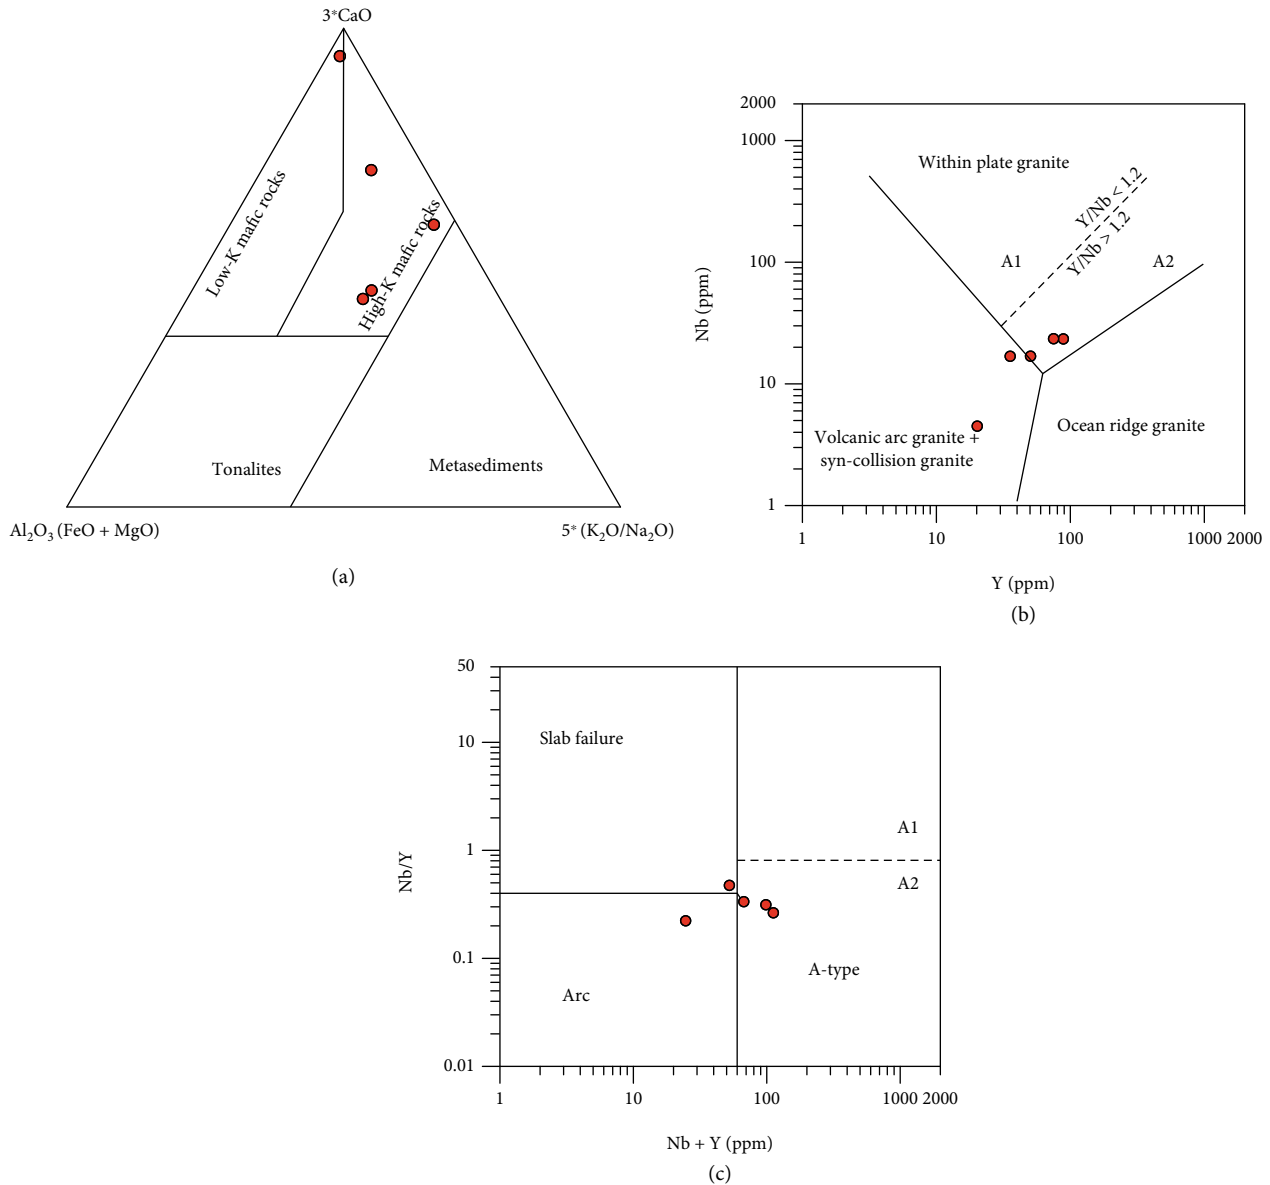 3*CaO
Low-K mafic rocks
High-K mafic rocks
Tonalites
Metasediments
Al₂O₃ (FeO + MgO)
5* (K₂O/Na₂O)
(a)
2000
1000
100
10
1
Nb (ppm)
Within plate granite
Y/Nb < 1.2
Y/Nb > 1.2
A1
A2
Volcanic arc granite +
syn-collision granite
Ocean ridge granite
1
10
100
1000 2000
Y (ppm)
(b)
50
10
1
0.1
0.01
Nb/Y
Slab failure
A1
A2
A-type
Arc
1
10
100
1000 2000
Nb + Y (ppm)
(c)